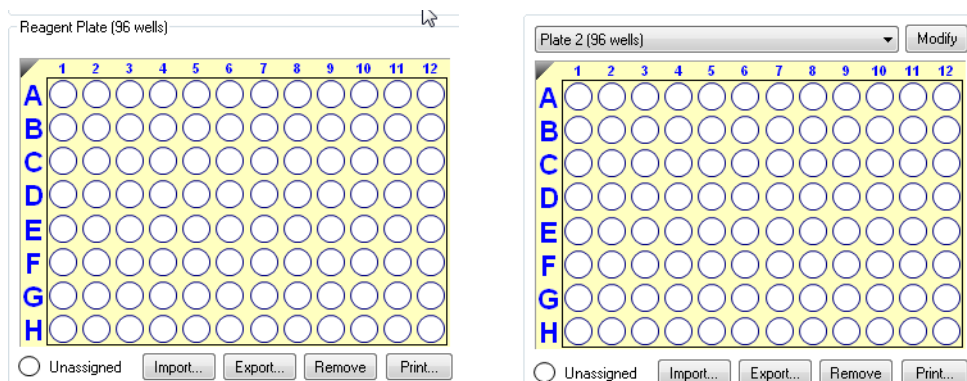 Reagent Plate (96 wells)
1 2 3 4 5 6 7 8 9 10 11 12
A
B
C
D
E
F
G
H
Unassigned Import... Export... Remove Print...
Plate 2 (96 wells) Modify
1 2 3 4 5 6 7 8 9 10 11 12
A
B
C
D
E
F
G
H
Unassigned Import... Export... Remove Print...